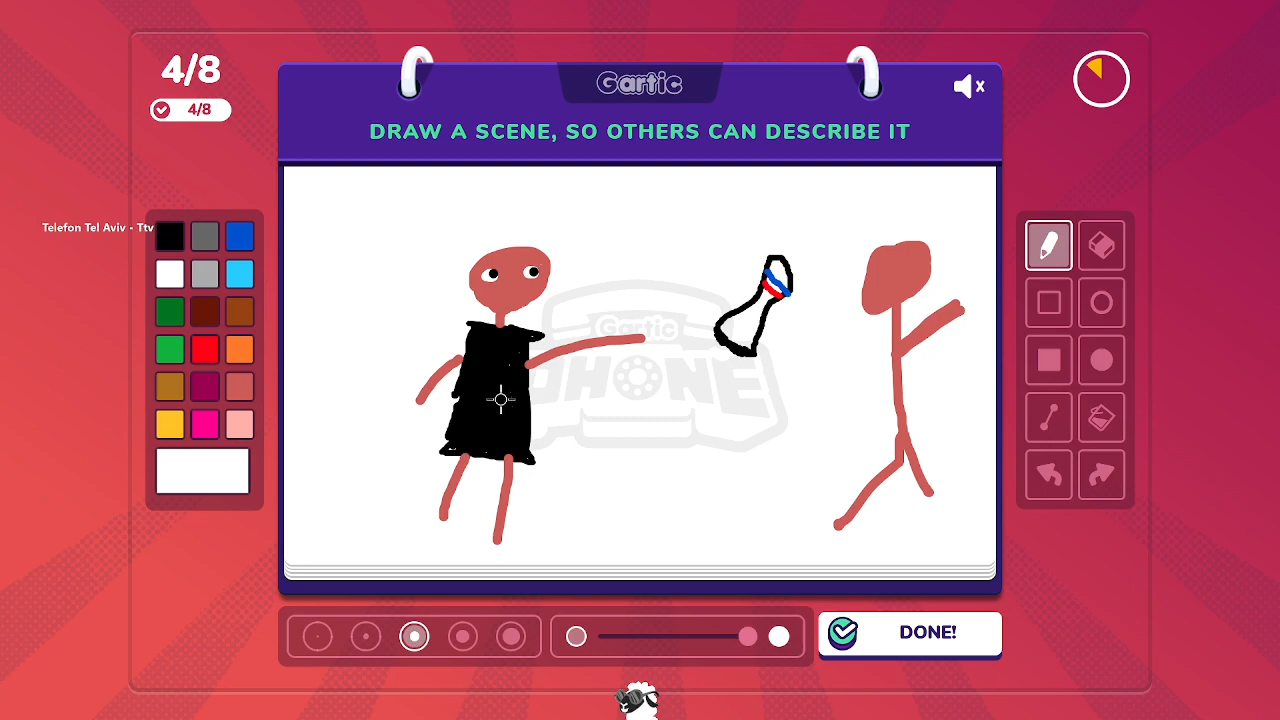 4/8
4/8
Gartic
DRAW A SCENE, SO OTHERS CAN DESCRIBE IT
Telefon Tel Aviv - Ttv
Gartic
PHONE
DONE!